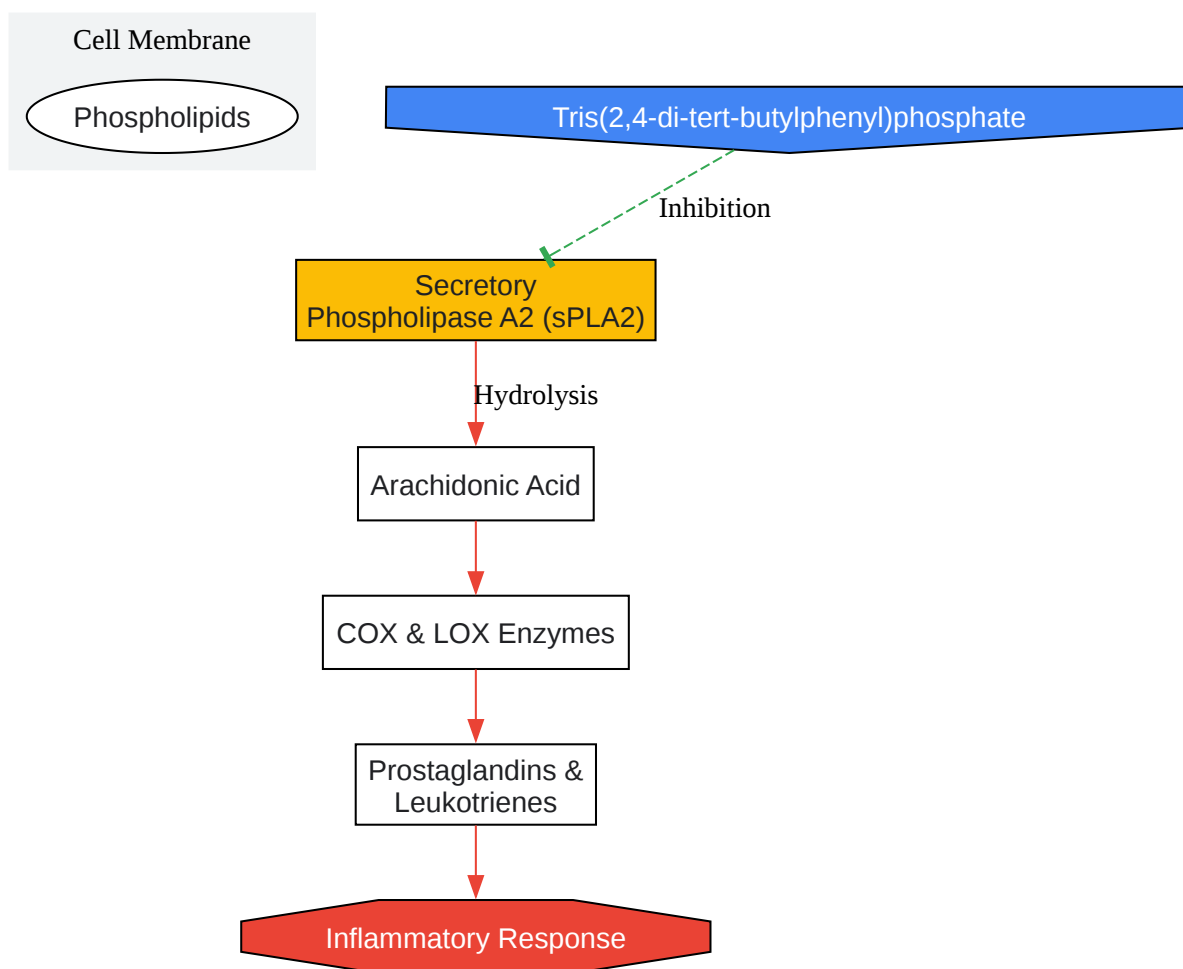 Cell Membrane
Phospholipids
Tris(2,4-di-tert-butylphenyl)phosphate
Inhibition
Secretory
Phospholipase A2 (sPLA2)
Hydrolysis
Arachidonic Acid
COX & LOX Enzymes
Prostaglandins &
Leukotrienes
Inflammatory Response